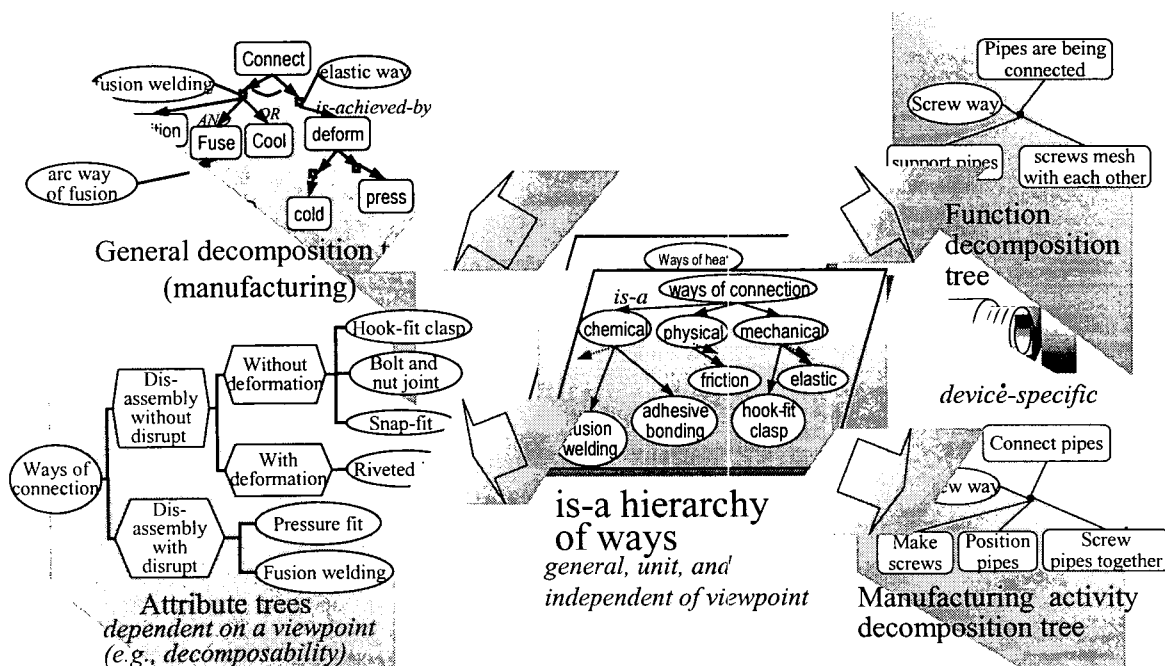 Connect
fusion welding
elastic way
is-achieved-by
AND
OR
Fuse
Cool
deform
arc way
of fusion
cold
press
General decomposition
(manufacturing)
Pipes are being
connected
Screw way
support pipes
screws mesh
with each other
Function
decomposition
tree
device-specific
Ways of
ways of connection
is-a
chemical
physical
mechanical
friction
elastic
fusion
welding
adhesive
bonding
hook-fit
clasp
is-a hierarchy
of ways
general, unit, and
independent of viewpoint
Ways of
connection
Dis-
assembly
without
disrupt
Without
deformation
Hook-fit clasp
Bolt and
nut joint
Snap-fit
With
deformation
Riveted
Dis-
assembly
with
disrupt
Pressure fit
Fusion welding
Attribute trees
dependent on a viewpoint
(e.g., decomposability)
Connect pipes
way
Make
screws
Position
pipes
Screw
pipes together
Manufacturing activity
decomposition tree